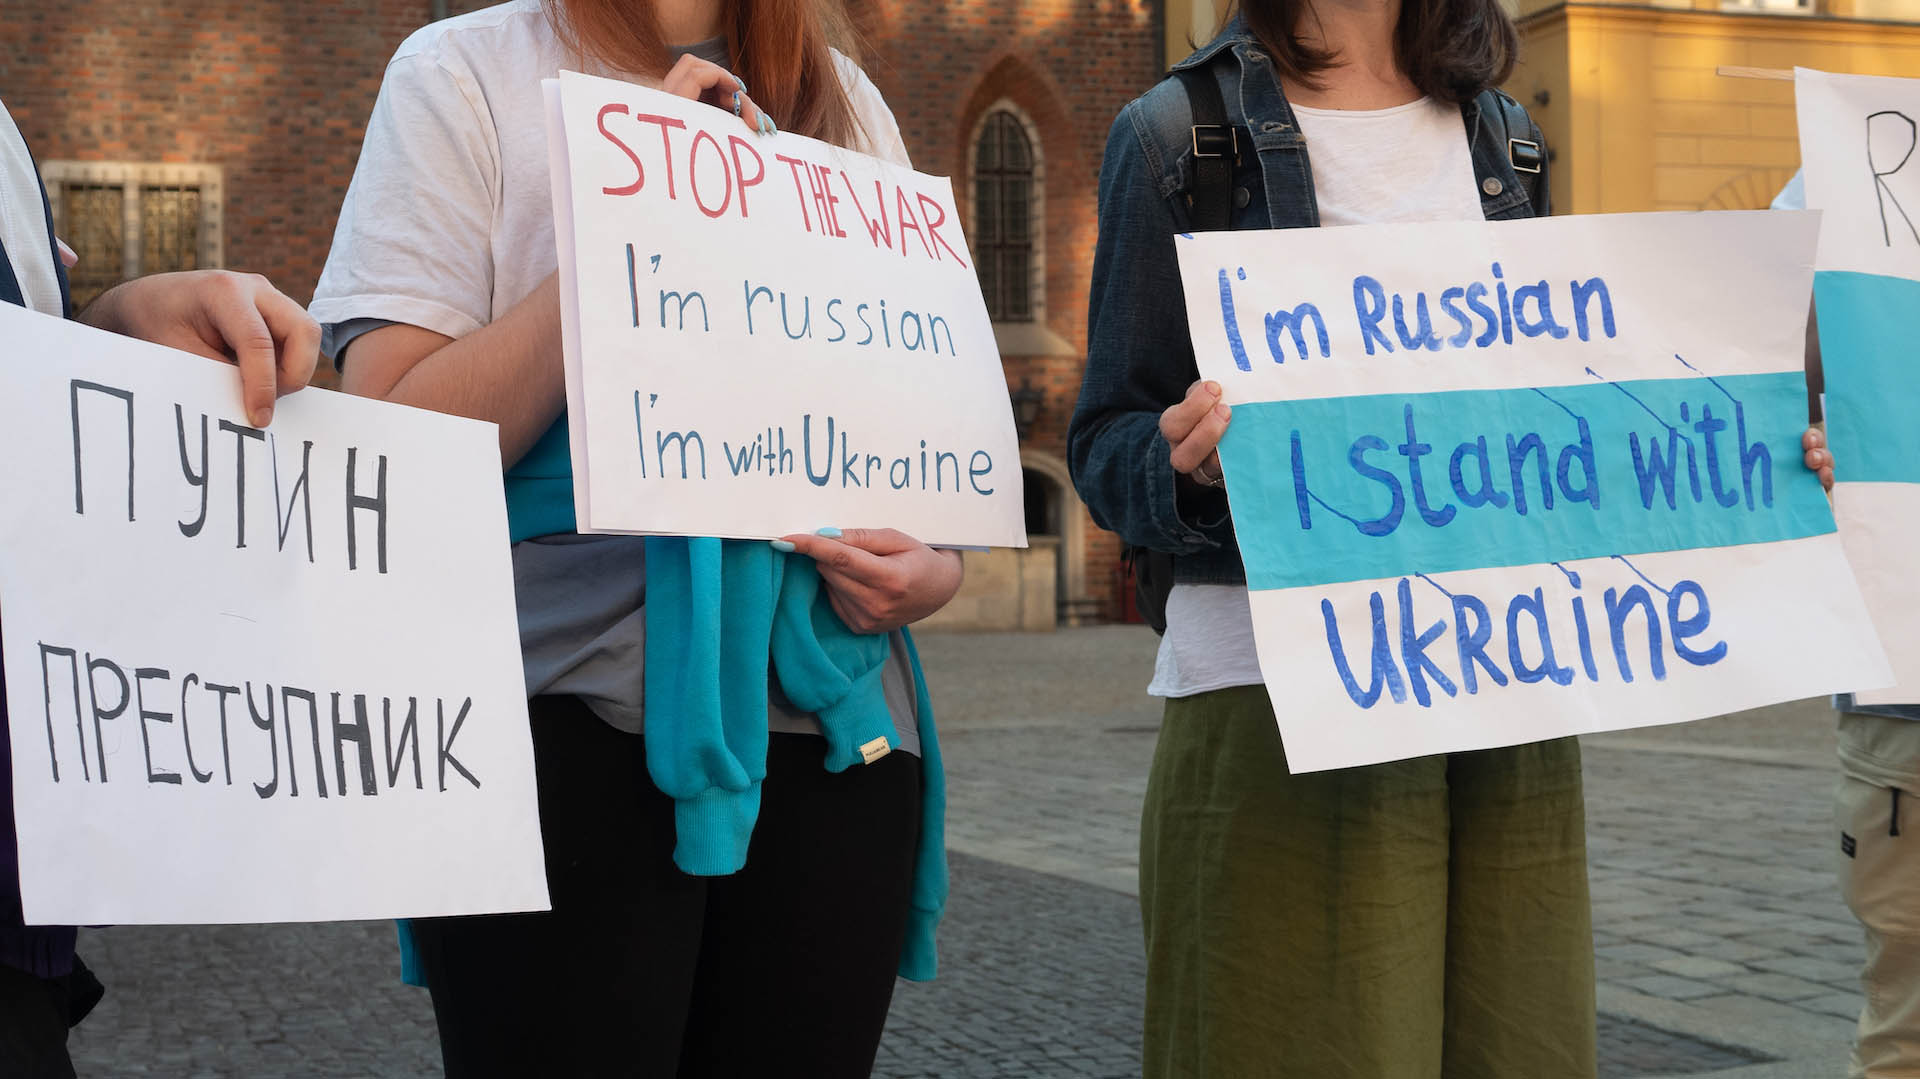 ПУТИН
ПРЕСТУПНИК
STOP THE WAR
I'm russian
I'm with Ukraine
I'm Russian
I stand with
Ukraine
R